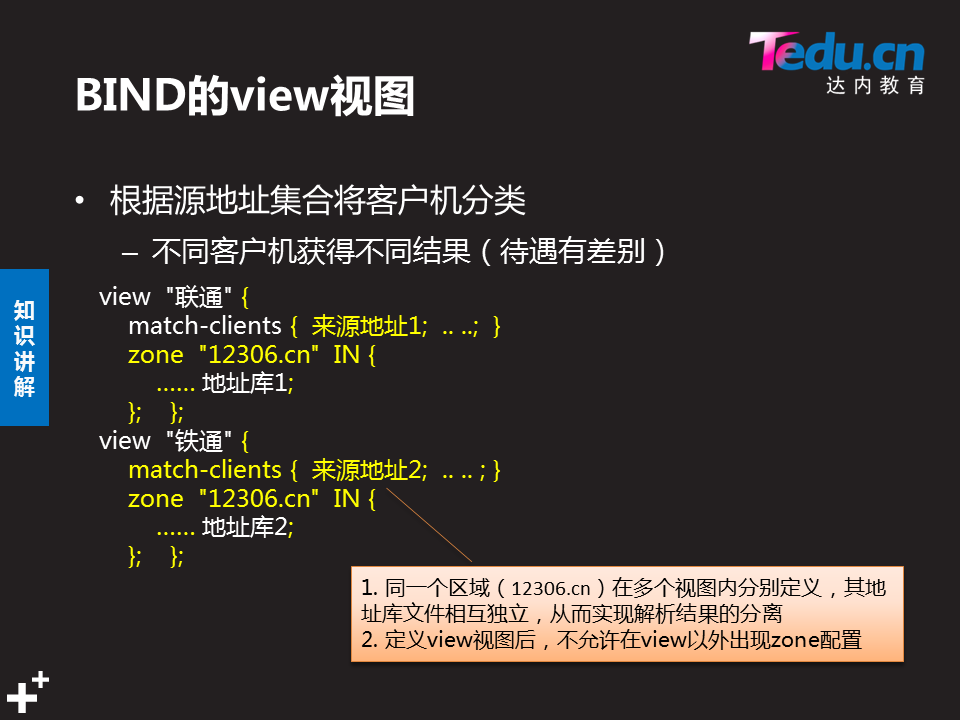 Tedu.cn
达内教育
BIND的view视图
• 根据源地址集合将客户机分类
– 不同客户机获得不同结果（待遇有差别）
知识讲解
view "联通" {
match-clients { 来源地址1; .. ..; }
zone "12306.cn" IN {
…… 地址库1;
}; };
view "铁通" {
match-clients { 来源地址2; .. .. ; }
zone "12306.cn" IN {
…… 地址库2;
}; };
1. 同一个区域（12306.cn）在多个视图内分别定义，其地
址库文件相互独立，从而实现解析结果的分离
2. 定义view视图后，不允许在view以外出现zone配置